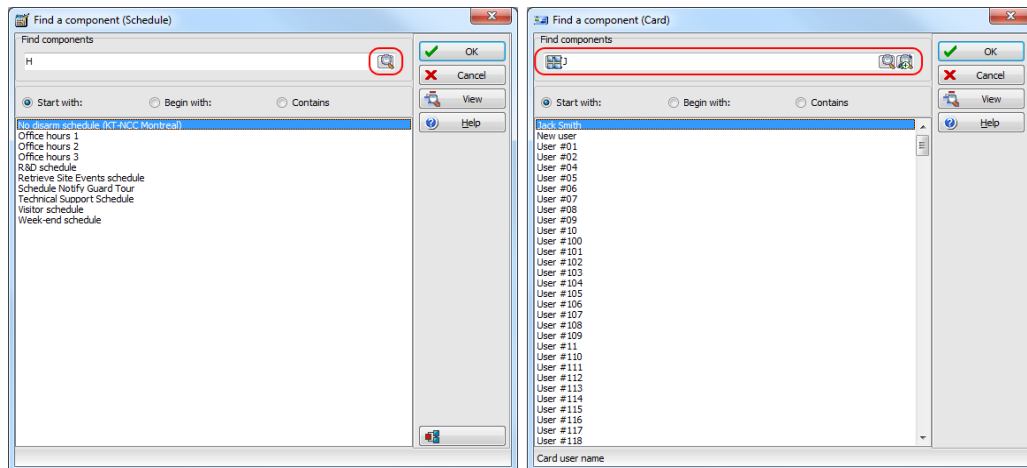 Find a component (Schedule)
Find components
H
OK
Cancel
View
Help
Start with:
Begin with:
Contains
No disarm schedule (KT-NCC Montreal)
Office hours 1
Office hours 2
Office hours 3
R&D schedule
Retrieve Site Events schedule
Schedule Notify Guard Tour
Technical Support Schedule
Visitor schedule
Week-end schedule
Find a component (Card)
Find components
J
OK
Cancel
View
Help
Start with:
Begin with:
Contains
Jack Smith
New user
User #01
User #02
User #04
User #05
User #06
User #07
User #08
User #09
User #10
User #100
User #101
User #102
User #103
User #104
User #105
User #106
User #107
User #108
User #109
User #11
User #110
User #111
User #112
User #113
User #114
User #115
User #116
User #117
User #118
Card user name